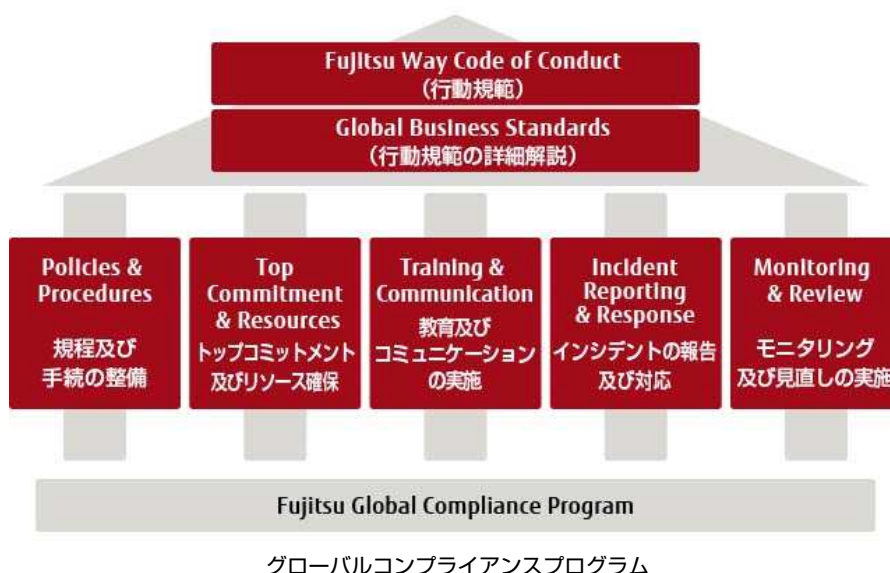 Fujitsu Way Code of Conduct
（行動規範）
Global Business Standards
（行動規範の詳細解説）
Policies &
Procedures
規程及び
手続の整備
Top
Commitment
& Resources
トップコミットメント
及びリソース確保
Training &
Communication
教育及び
コミュニケーション
の実施
Incident
Reporting
& Response
インシデントの報告
及び対応
Monitoring
& Review
モニタリング
及び見直しの実施
Fujitsu Global Compliance Program
グローバルコンプライアンスプログラム